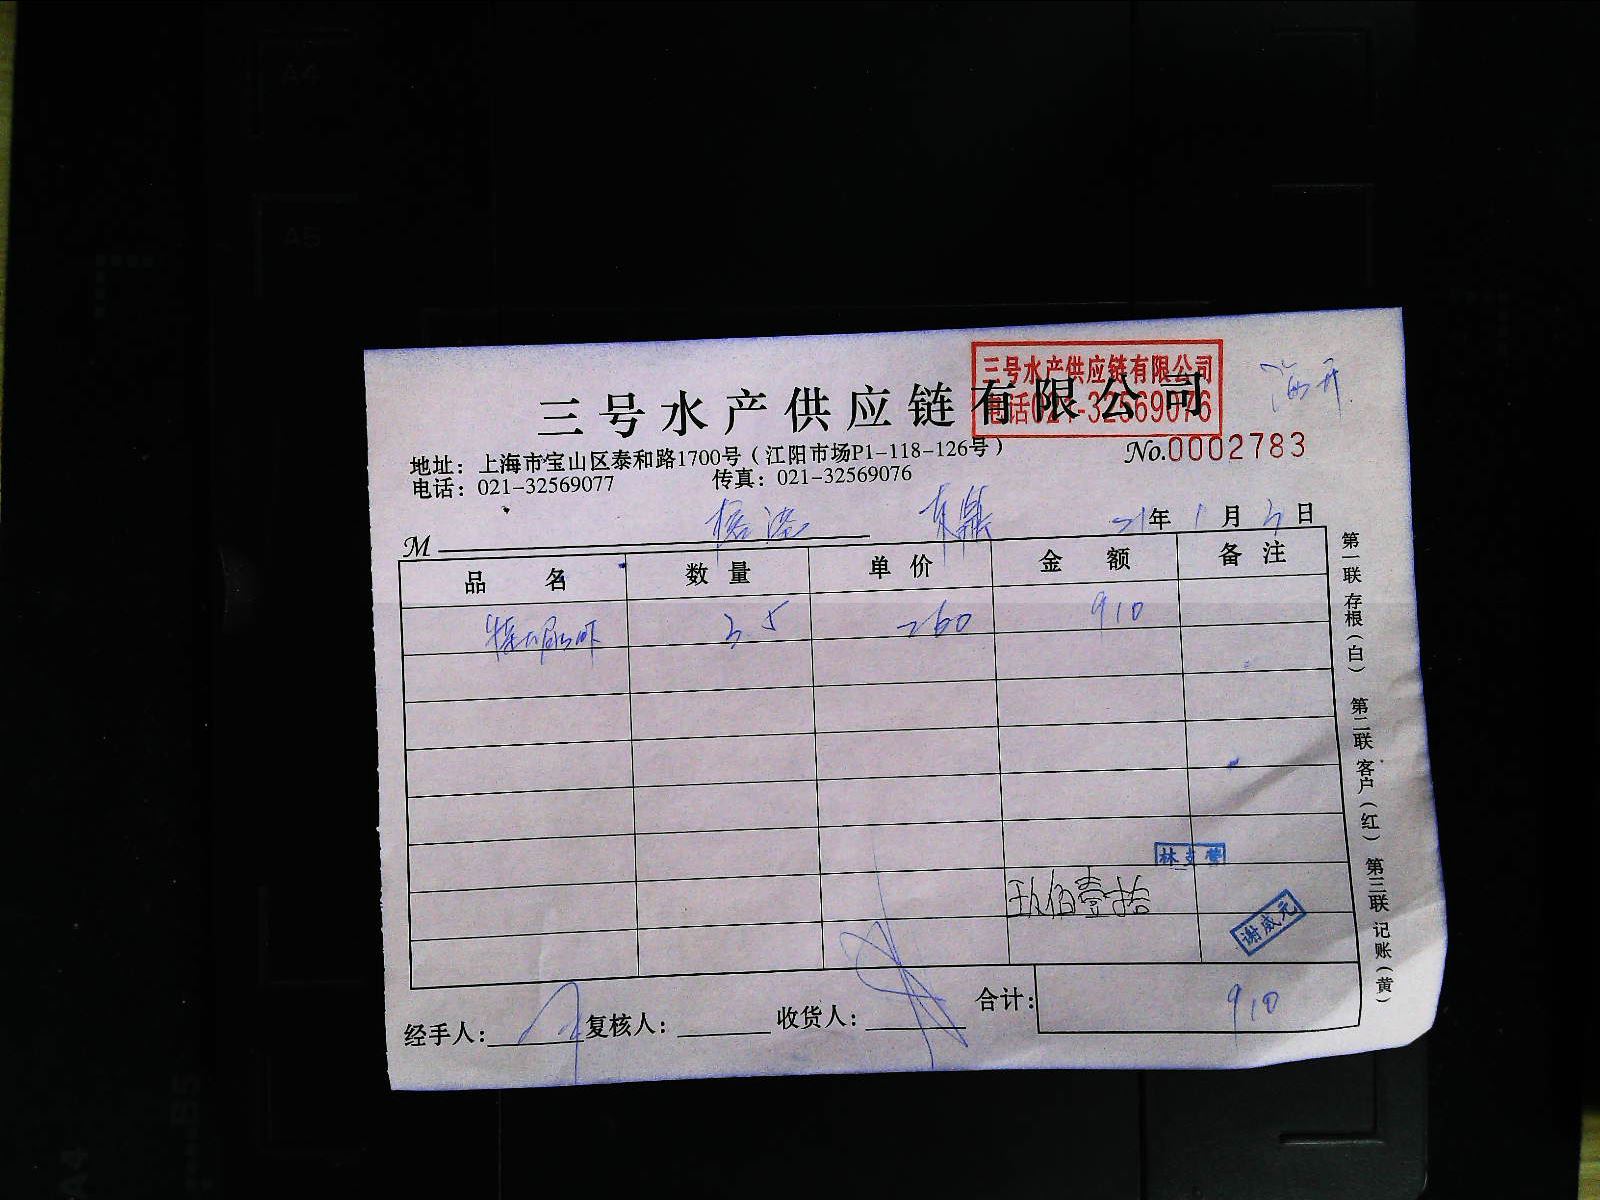 A4
A5
三号水产供应链有限公司
三号水产供应链有限公司
电话021-32569076
No.0002783
地址：上海市宝山区泰和路1700号（江阳市场P1-118-126号）
电话：021-32569077 传真：021-32569076
21年1月3日
M
品名 数量 单价 金额 备注
35 260 910
林
玖佰壹拾
谢成元
合计： 910
经手人： 复核人： 收货人：
第一联 存根（白） 第二联 客户（红） 第三联 记账（黄）
B5
A4